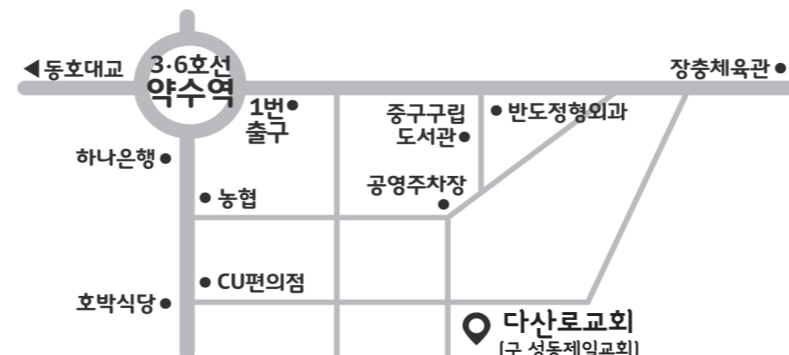 ◀동호대교
3·6호선
약수역
장충체육관
1번
출구
중구구립
도서관
반도정형외과
하나은행
공영주차장
농협
CU편의점
호박식당
다산로교회
(구 성동제일교회)